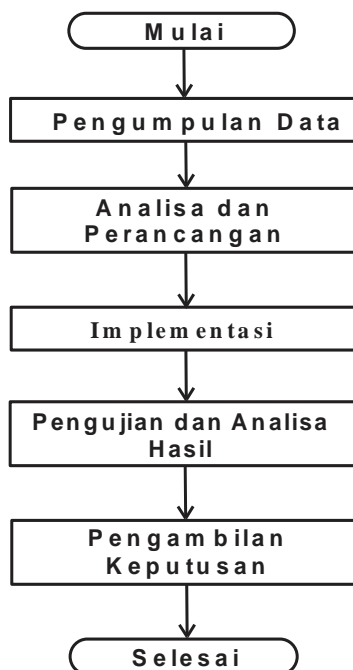 Mulai
Pengumpulan Data
Analisa dan
Perancangan
Implementasi
Pengujian dan Analisa
Hasil
Pengambilan
Keputusan
Selesai